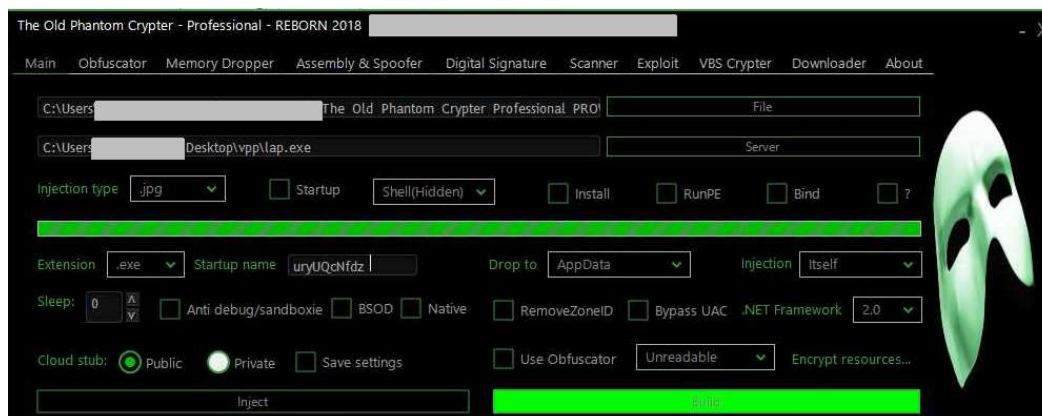 The Old Phantom Crypter - Professional - REBORN 2018
Main Obfuscator Memory Dropper Assembly & Spoofer Digital Signature Scanner Exploit VBS Crypter Downloader About
C:\Users The Old Phantom Crypter Professional PRO File
C:\Users Desktop\vpp\lap.exe Server
Injection type .jpg Startup Shell(Hidden) Install RunPE Bind ?
Extension .exe Startup name uryUQcNfdz Drop to AppData Injection Itself
Sleep: 0 Anti debug/sandboxie BSOD Native RemoveZoneID Bypass UAC .NET Framework 2.0
Cloud stub: Public Private Save settings Use Obfuscator Unreadable Encrypt resources...
Inject Build